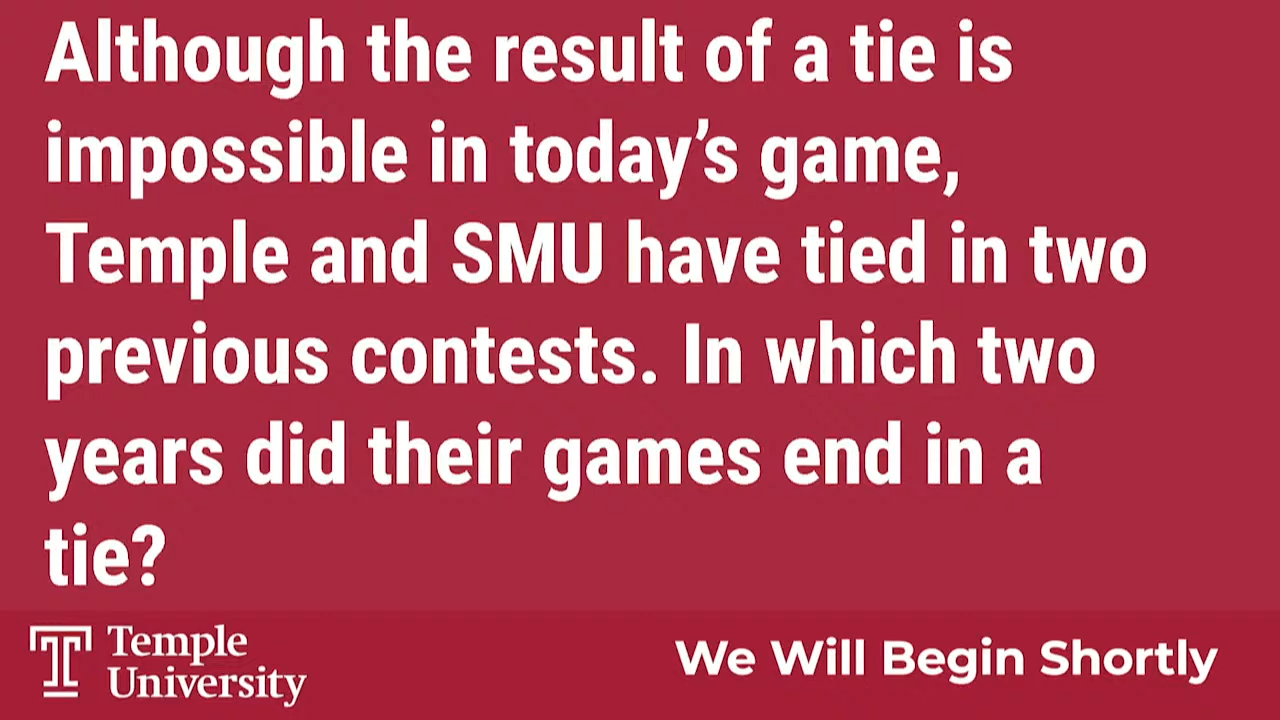 Although the result of a tie is
impossible in today’s game,
Temple and SMU have tied in two
previous contests. In which two
years did their games end in a
tie?
Temple
University
We Will Begin Shortly